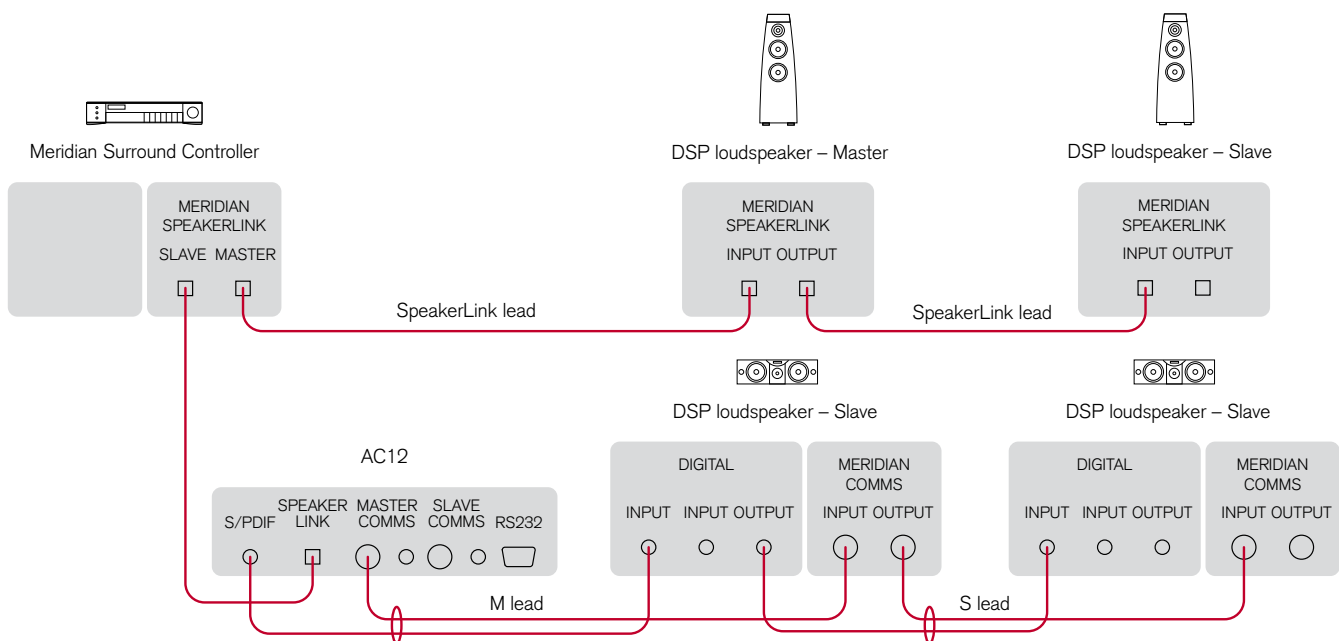 Meridian Surround Controller
DSP loudspeaker – Master
DSP loudspeaker – Slave
MERIDIAN
SPEAKERLINK
SLAVE MASTER
MERIDIAN
SPEAKERLINK
INPUT OUTPUT
MERIDIAN
SPEAKERLINK
INPUT OUTPUT
SpeakerLink lead
SpeakerLink lead
DSP loudspeaker – Slave
DSP loudspeaker – Slave
AC12
S/PDIF
SPEAKER
LINK
MASTER
COMMS
SLAVE
COMMS
RS232
DIGITAL
INPUT INPUT OUTPUT
MERIDIAN
COMMS
INPUT OUTPUT
DIGITAL
INPUT INPUT OUTPUT
MERIDIAN
COMMS
INPUT OUTPUT
M lead
S lead